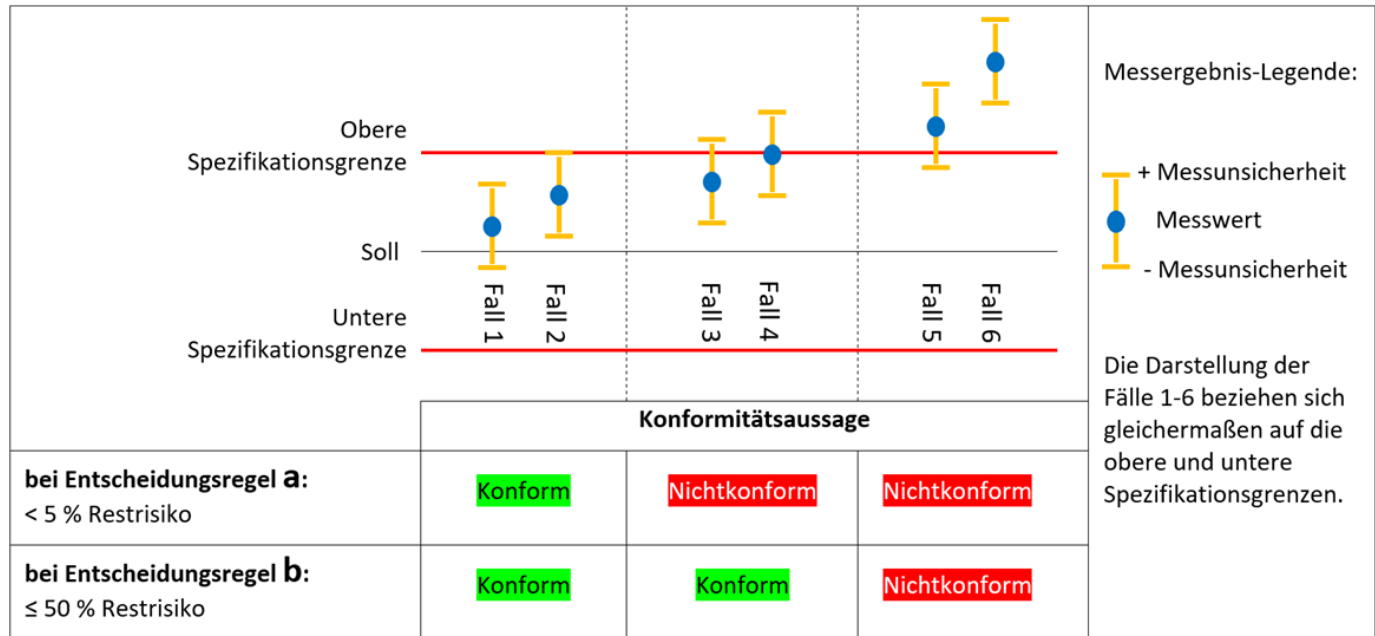 Obere
Spezifikationsgrenze
Soll
Untere
Spezifikationsgrenze
Fall 1
Fall 2
Fall 3
Fall 4
Fall 5
Fall 6
Messergebnis-Legende:
+ Messunsicherheit
Messwert
- Messunsicherheit
Die Darstellung der
Fälle 1-6 beziehen sich
gleichermaßen auf die
obere und untere
Spezifikationsgrenzen.
Konformitätsaussage
bei Entscheidungsregel a:
< 5 % Restrisiko
Konform
Nichtkonform
Nichtkonform
bei Entscheidungsregel b:
≤ 50 % Restrisiko
Konform
Konform
Nichtkonform